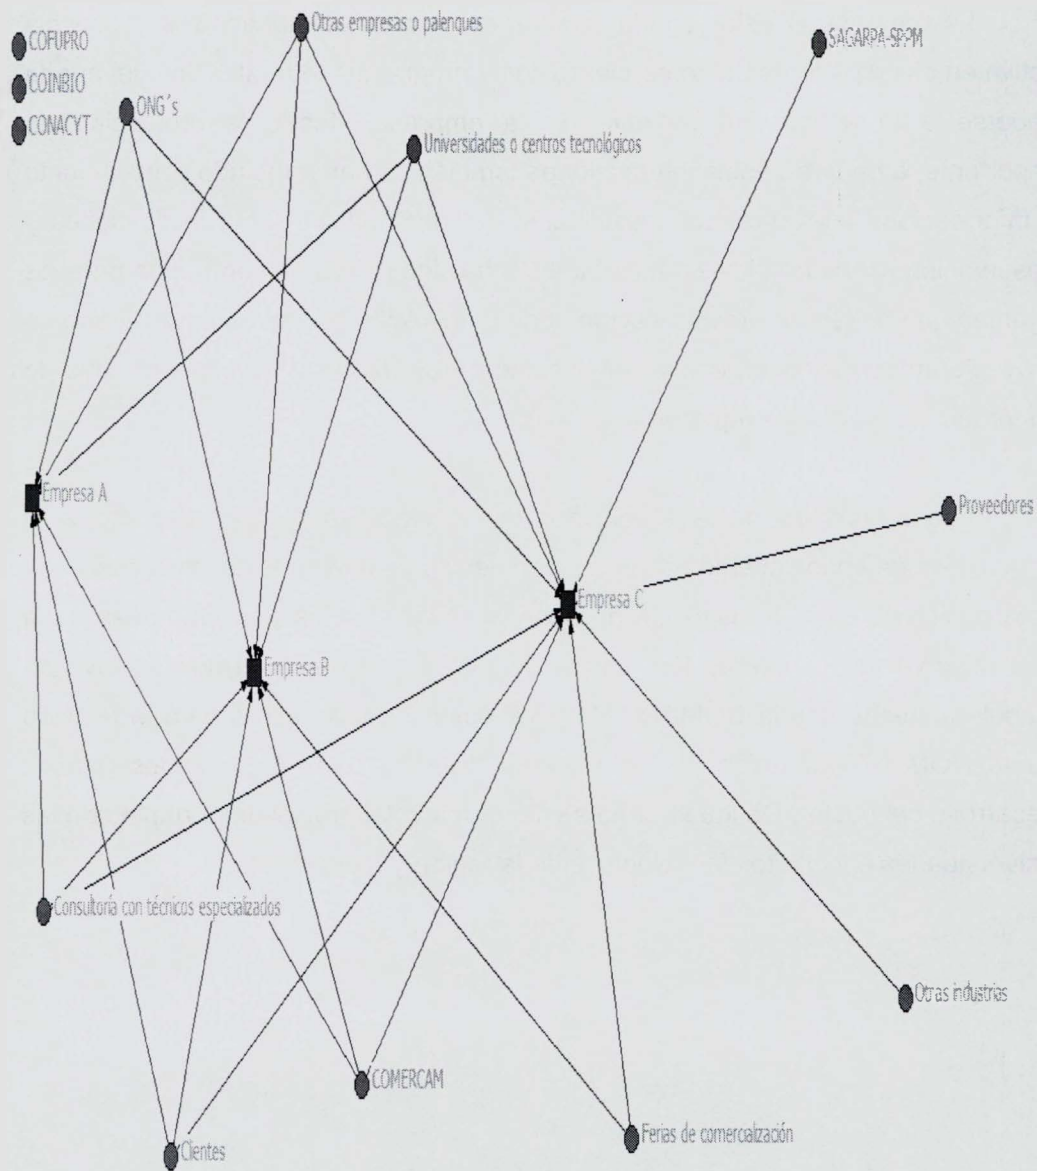 Otras empresas o palenques
COFUPRO
SAGARPA-SPPM
COINBIO
ONG´s
CONACYT
Universidades o centros tecnológicos
Empresa A
Proveedores
Empresa C
Empresa B
Consultoría con técnicos especializados
Otras industrias
COMERCAM
Ferias de comercialización
Clientes